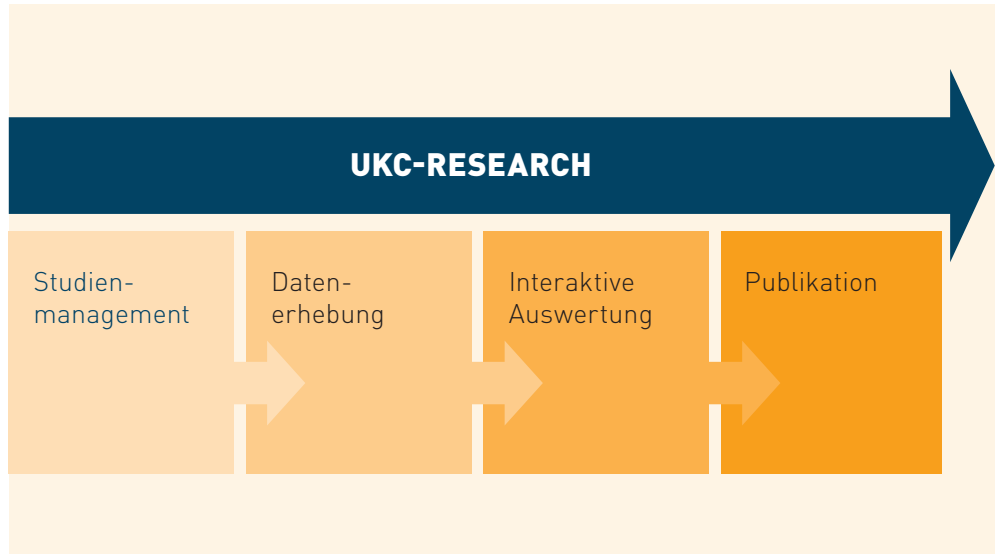 UKC-RESEARCH
Studien-
management
Daten-
erhebung
Interaktive
Auswertung
Publikation